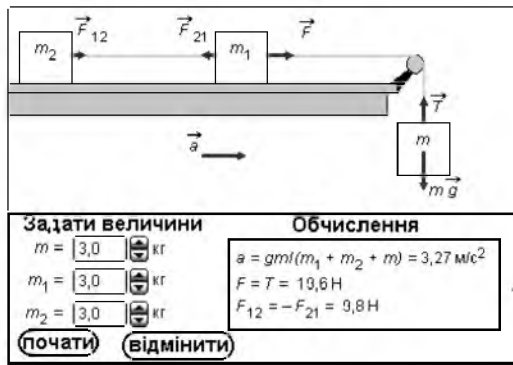 F₁₂ F₂₁ F
m₂ m₁
T
a
m
mg
Задати величини
m = 3,0 кг
m₁ = 3,0 кг
m₂ = 3,0 кг
почати відмінити
Обчислення
a = gm/(m₁ + m₂ + m) = 3,27 м/с²
F = T = 19,6 Н
F₁₂ = –F₂₁ = 9,8 Н